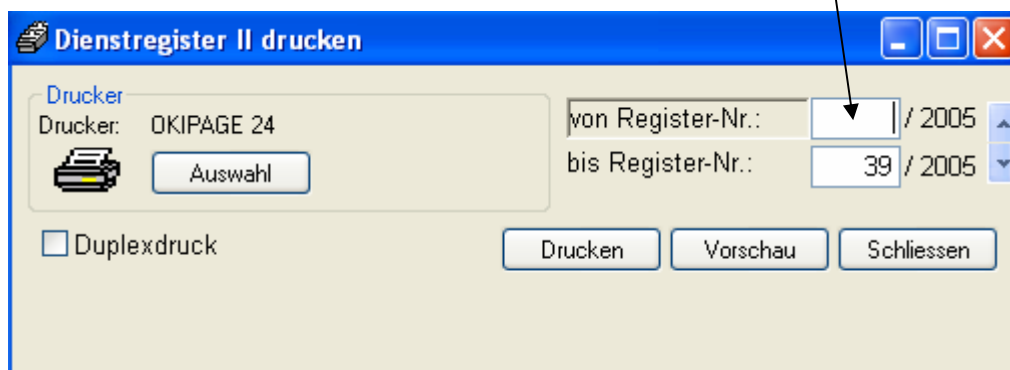 Dienstregister II drucken
Drucker
Drucker: OKIPAGE 24
Auswahl
von Register-Nr.: / 2005
bis Register-Nr.: 39 / 2005
Duplexdruck
Drucken Vorschau Schliessen